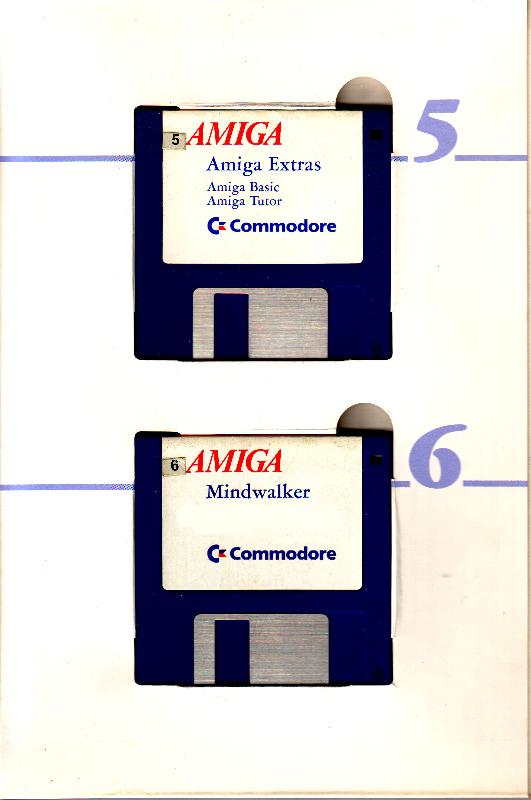 5
5 AMIGA
Amiga Extras
Amiga Basic
Amiga Tutor
Commodore
6
6 AMIGA
Mindwalker
Commodore